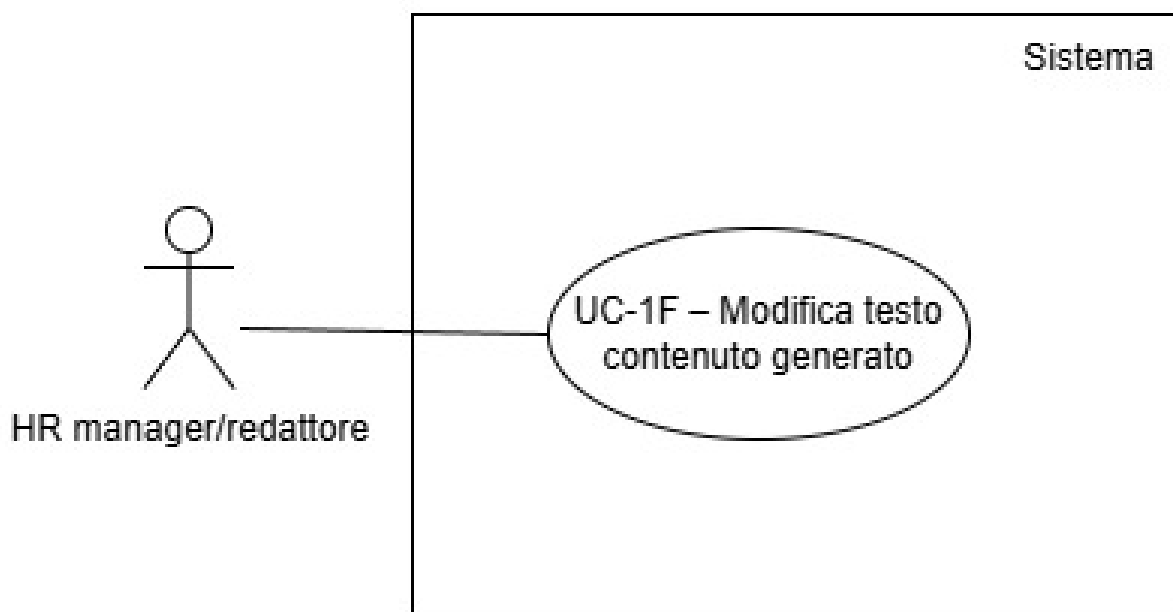 Sistema
UC-1F – Modifica testo
contenuto generato
HR manager/redattore